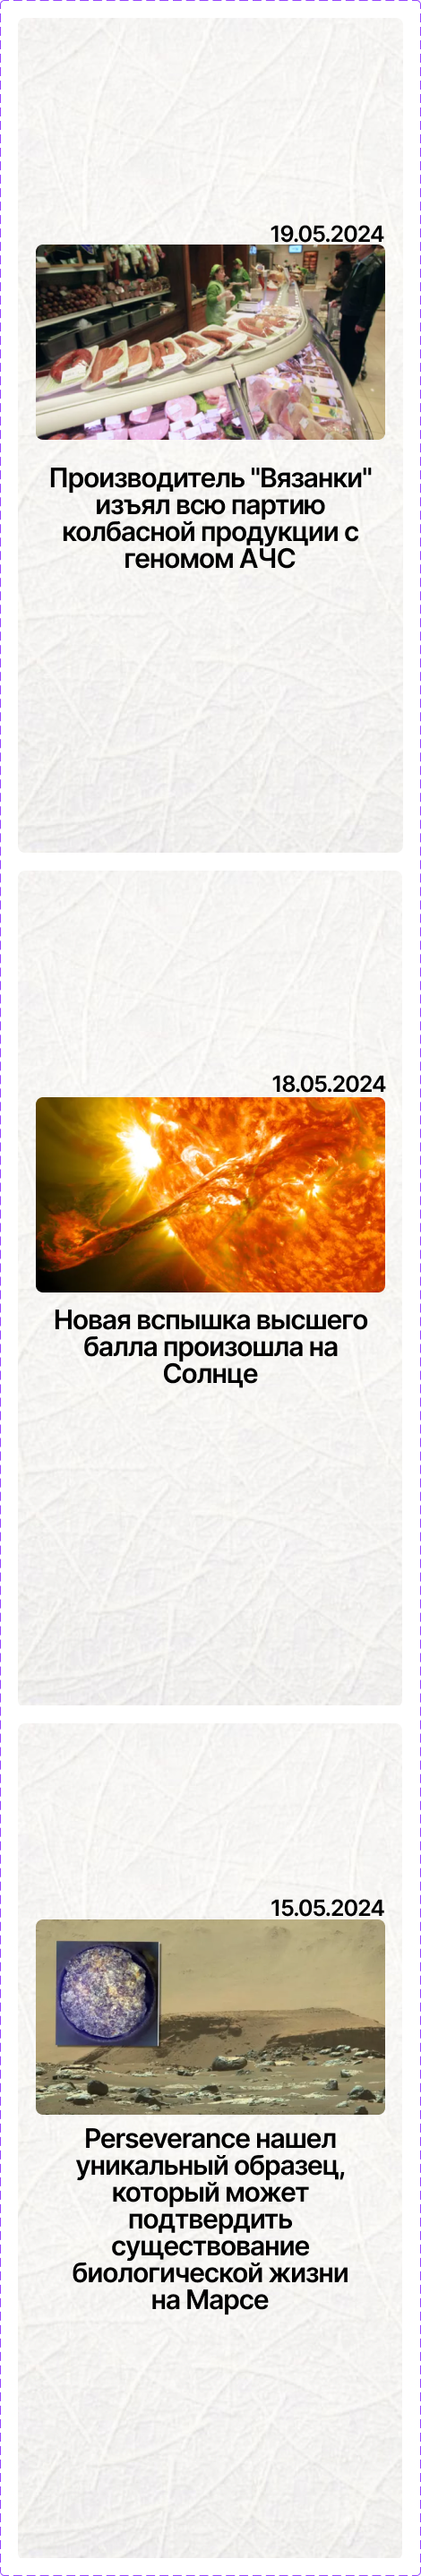 19.05.2024
Производитель "Вязанки"
изъял всю партию
колбасной продукции с
геномом АЧС
18.05.2024
Новая вспышка высшего
балла произошла на
Солнце
15.05.2024
Perseverance нашел
уникальный образец,
который может
подтвердить
существование
биологической жизни
на Марсе